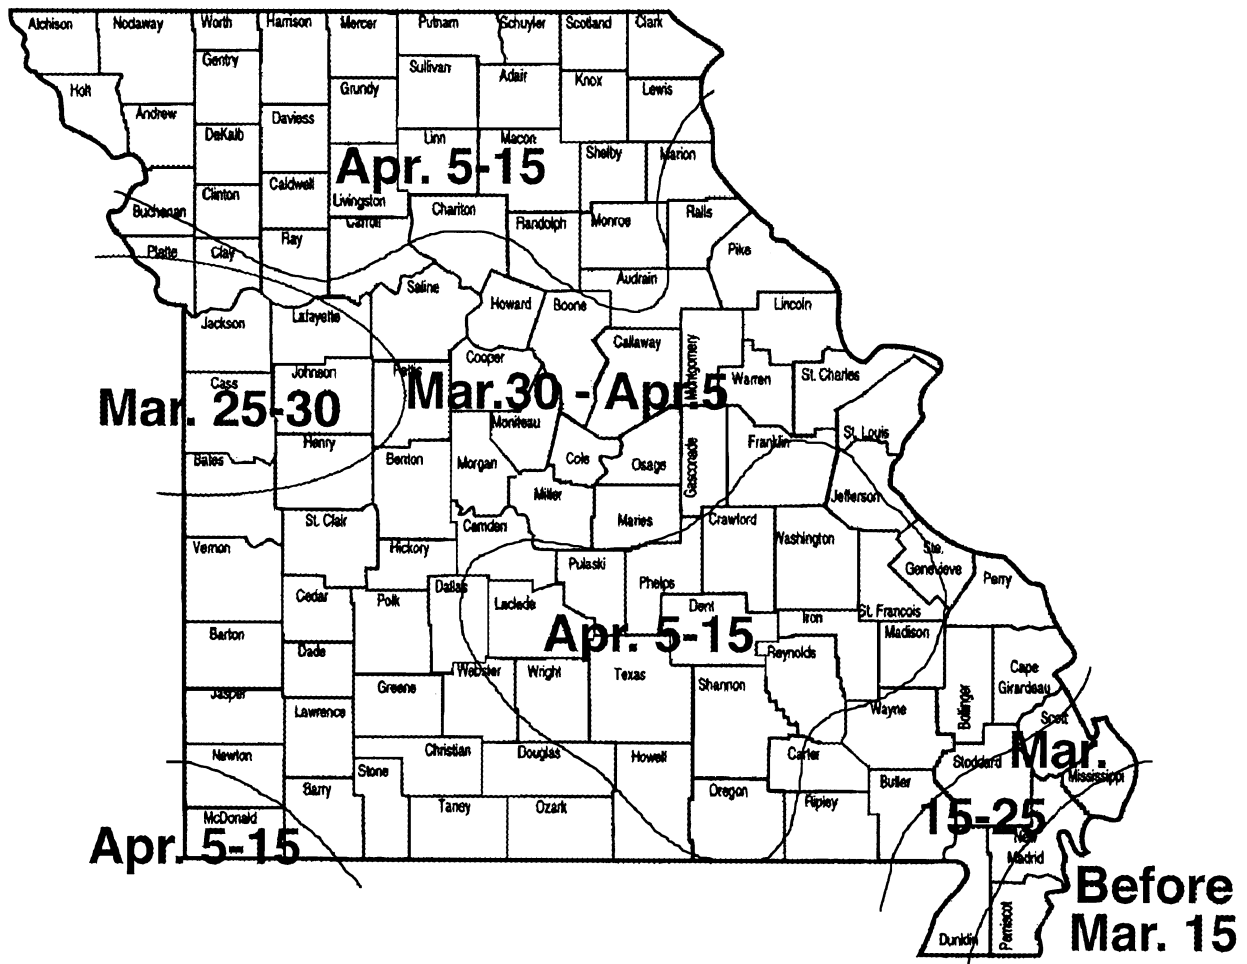 Atchison Nodaway Worth Harrison Mercer Putnam Schuyler Scotland Clark
Gentry Sullivan Adair Knox Lewis
Holt Grundy
Andrew Daviess
DeKalb Linn Macon
Shelby Marion
Apr. 5-15
Caldwell
Clinton Livingston
Buchanan Carroll Chariton Randolph Monroe Ralls
Platte Clay Ray Pike
Audrain
Saline
Jackson Lafayette Howard Boone Lincoln
Callaway Montgomery
Cooper
Cass Johnson Pettis Warren St. Charles
Mar. 25-30 Mar.30 - Apr.5
Moniteau
Henry Franklin St. Louis
Bates Benton Morgan Cole Osage Gasconade
Miller Jefferson
St. Clair Camden Maries Crawford
Vernon Hickory Washington
Pulaski Ste.
Genevieve
Phelps Perry
Cedar Polk Dallas Laclede Dent
Iron St. Francois
Barton Madison
Apr. 5-15
Dade Reynolds
Webster Wright Texas Cape
Girardeau
Jasper Greene Shannon
Lawrence Wayne Bollinger Scott
Newton Christian Douglas Howell Carter Stoddard Mar.
Stone Mississippi
Barry Oregon Butler
Taney Ozark Ripley
McDonald 15-25
Apr. 5-15 New
Madrid
Before
Mar. 15
Dunklin Pemiscot